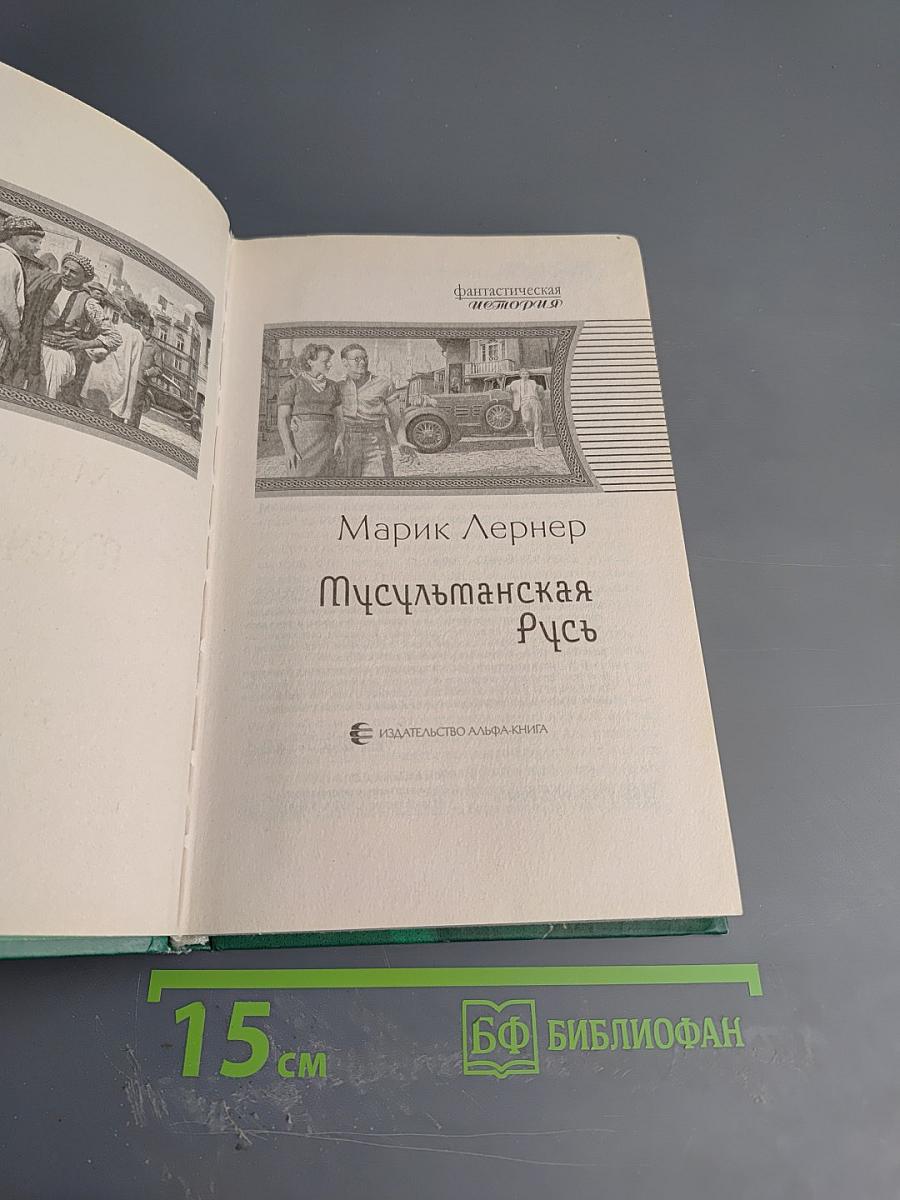 фантастическая
история
Марик Лернер
Мусульманская
Русь
ИЗДАТЕЛЬСТВО АЛЬФА-КНИГА
15 см
БФ БИБЛИОФАН